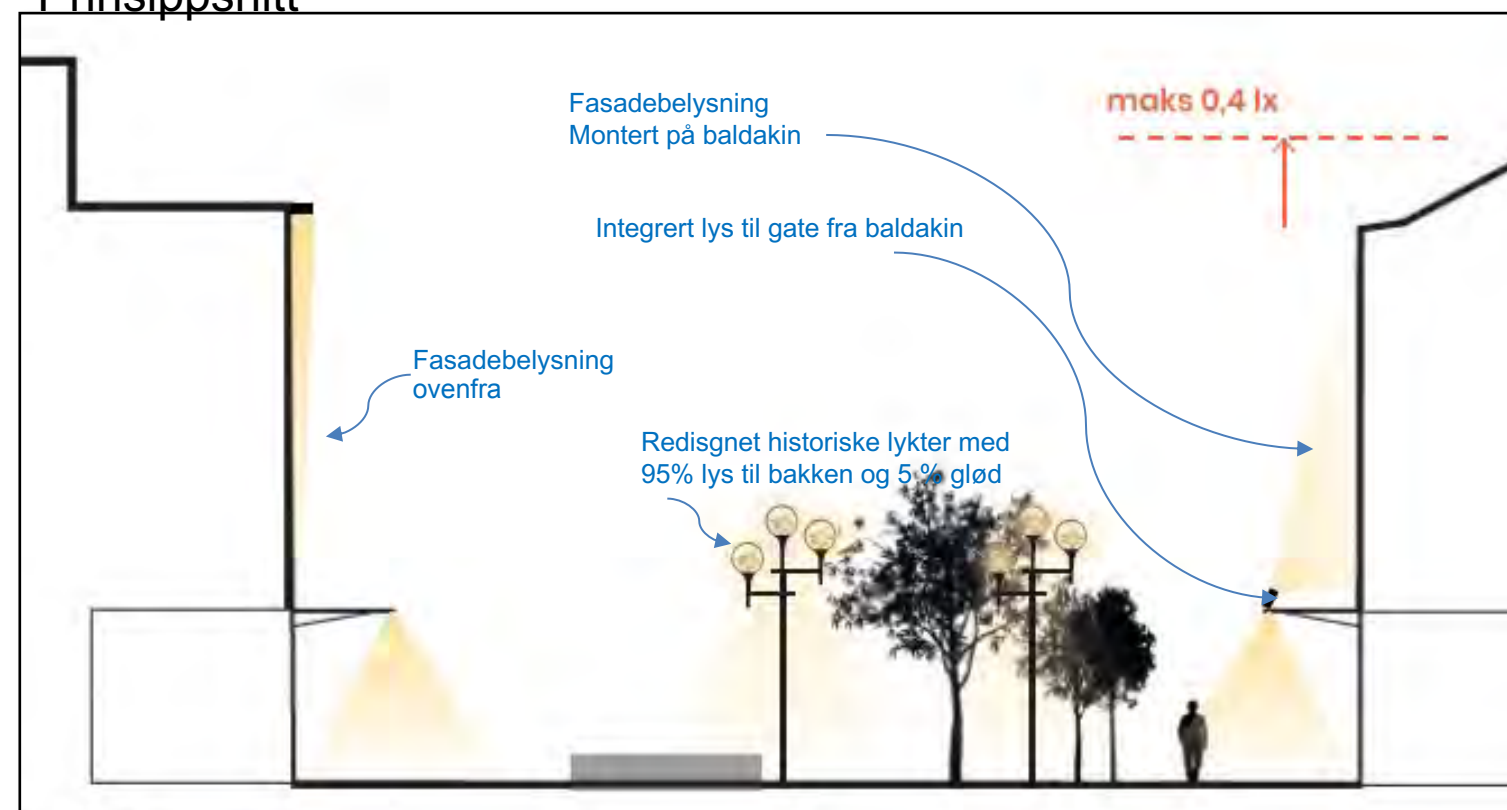 Prinsippsnitt
Fasadebelysning
Montert på baldakin
maks 0,4 lx
Integrert lys til gate fra baldakin
Fasadebelysning
ovenfra
Redisgnet historiske lykter med
95% lys til bakken og 5 % glød